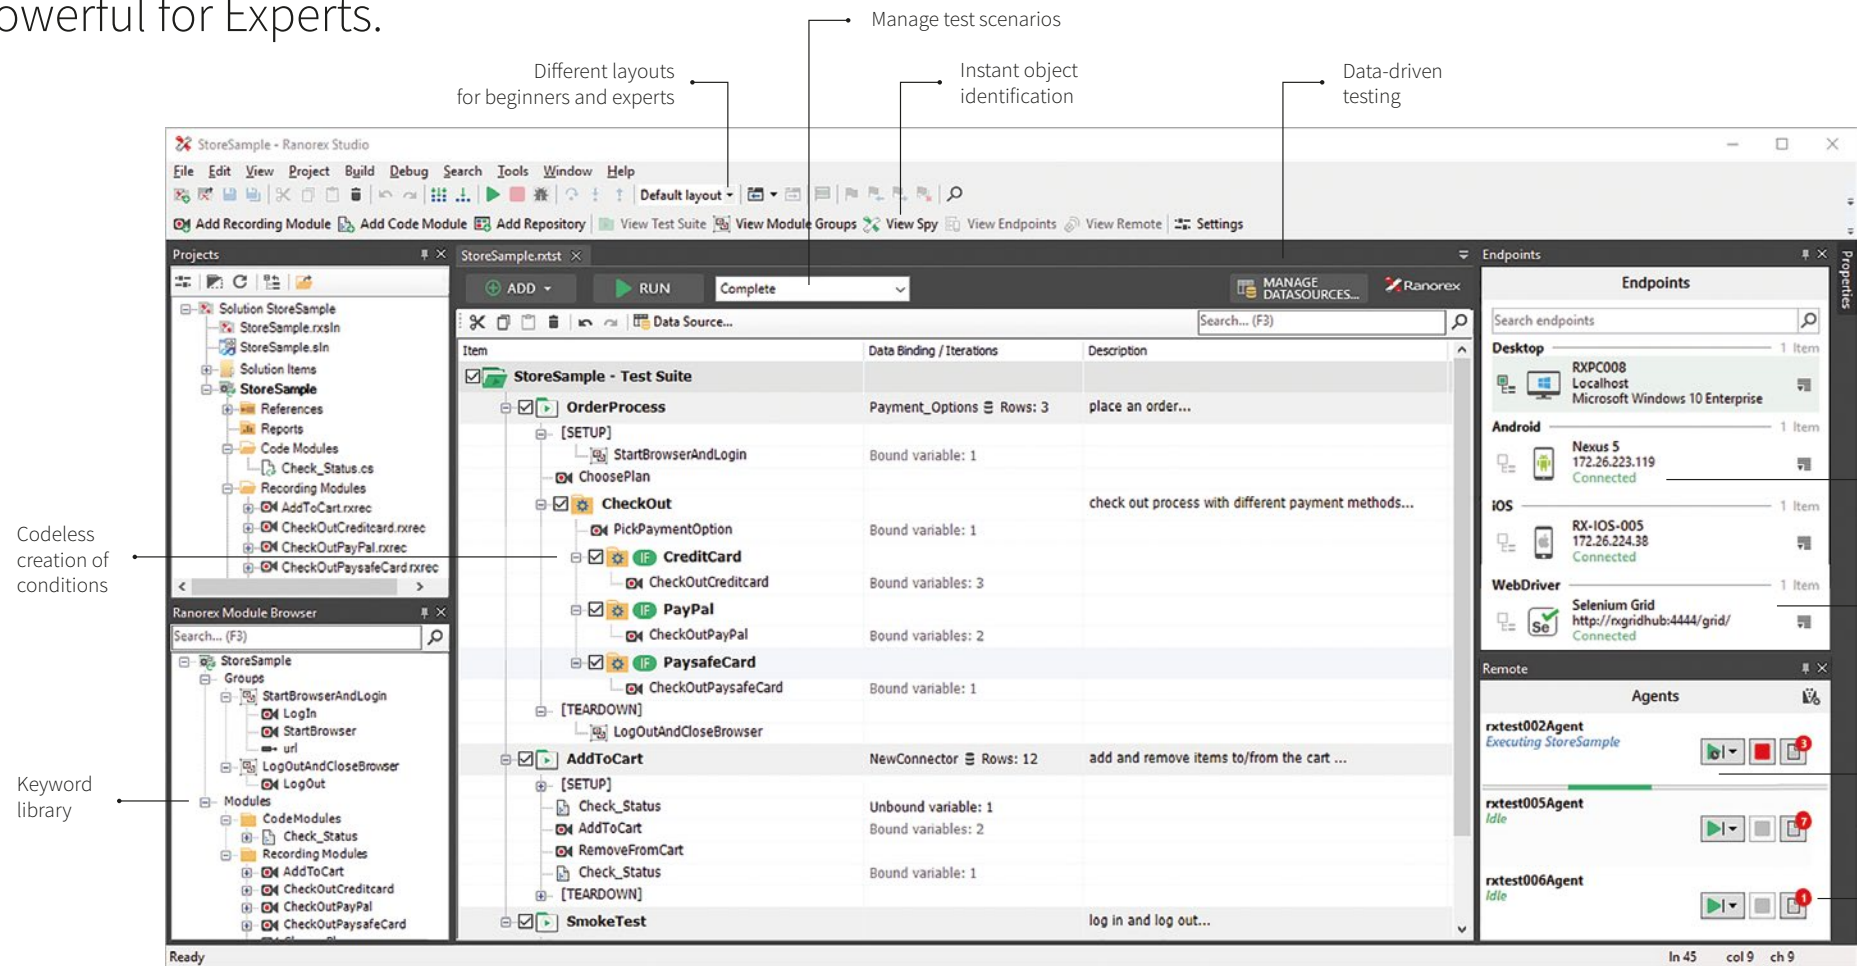 owerful for Experts.
Manage test scenarios
Different layouts
for beginners and experts
Instant object
identification
Data-driven
testing
StoreSample - Ranorex Studio
File Edit View Project Build Debug Search Tools Window Help
Default layout
Add Recording Module Add Code Module Add Repository View Test Suite View Module Groups View Spy View Endpoints View Remote Settings
Projects
Solution StoreSample
StoreSample.rxsln
StoreSample.sln
Solution Items
StoreSample
References
Reports
Code Modules
Check_Status.cs
Recording Modules
AddToCart.rxrec
CheckOutCreditcard.rxrec
CheckOutPayPal.rxrec
CheckOutPaysafeCard.rxrec
Codeless
creation of
conditions
Ranorex Module Browser
Search... (F3)
StoreSample
Groups
StartBrowserAndLogin
LogIn
StartBrowser
url
LogOutAndCloseBrowser
LogOut
Modules
CodeModules
Check_Status
Recording Modules
AddToCart
CheckOutCreditcard
CheckOutPayPal
CheckOutPaysafeCard
Keyword
library
StoreSample.rxtst
ADD RUN Complete MANAGE
DATASOURCES... Ranorex
Data Source... Search... (F3)
Item Data Binding / Iterations Description
StoreSample - Test Suite
OrderProcess Payment_Options Rows: 3 place an order...
[SETUP]
StartBrowserAndLogin Bound variable: 1
ChoosePlan
CheckOut check out process with different payment methods...
PickPaymentOption Bound variable: 1
IF CreditCard
CheckOutCreditcard Bound variables: 3
IF PayPal
CheckOutPayPal Bound variables: 2
IF PaysafeCard
CheckOutPaysafeCard Bound variable: 1
[TEARDOWN]
LogOutAndCloseBrowser
AddToCart NewConnector Rows: 12 add and remove items to/from the cart ...
[SETUP]
Check_Status Unbound variable: 1
AddToCart Bound variables: 2
RemoveFromCart
Check_Status Bound variable: 1
[TEARDOWN]
SmokeTest log in and log out...
Endpoints
Properties
Endpoints
Search endpoints
Desktop 1 Item
RXPC008
Localhost
Microsoft Windows 10 Enterprise
Android 1 Item
Nexus 5
172.26.223.119
Connected
iOS 1 Item
RX-IOS-005
172.26.224.38
Connected
WebDriver 1 Item
Se
Selenium Grid
http://rxgridhub:4444/grid/
Connected
Remote
Agents
rxtest002Agent
Executing StoreSample
3
rxtest005Agent
Idle
7
rxtest006Agent
Idle
1
Ready ln 45 col 9 ch 9